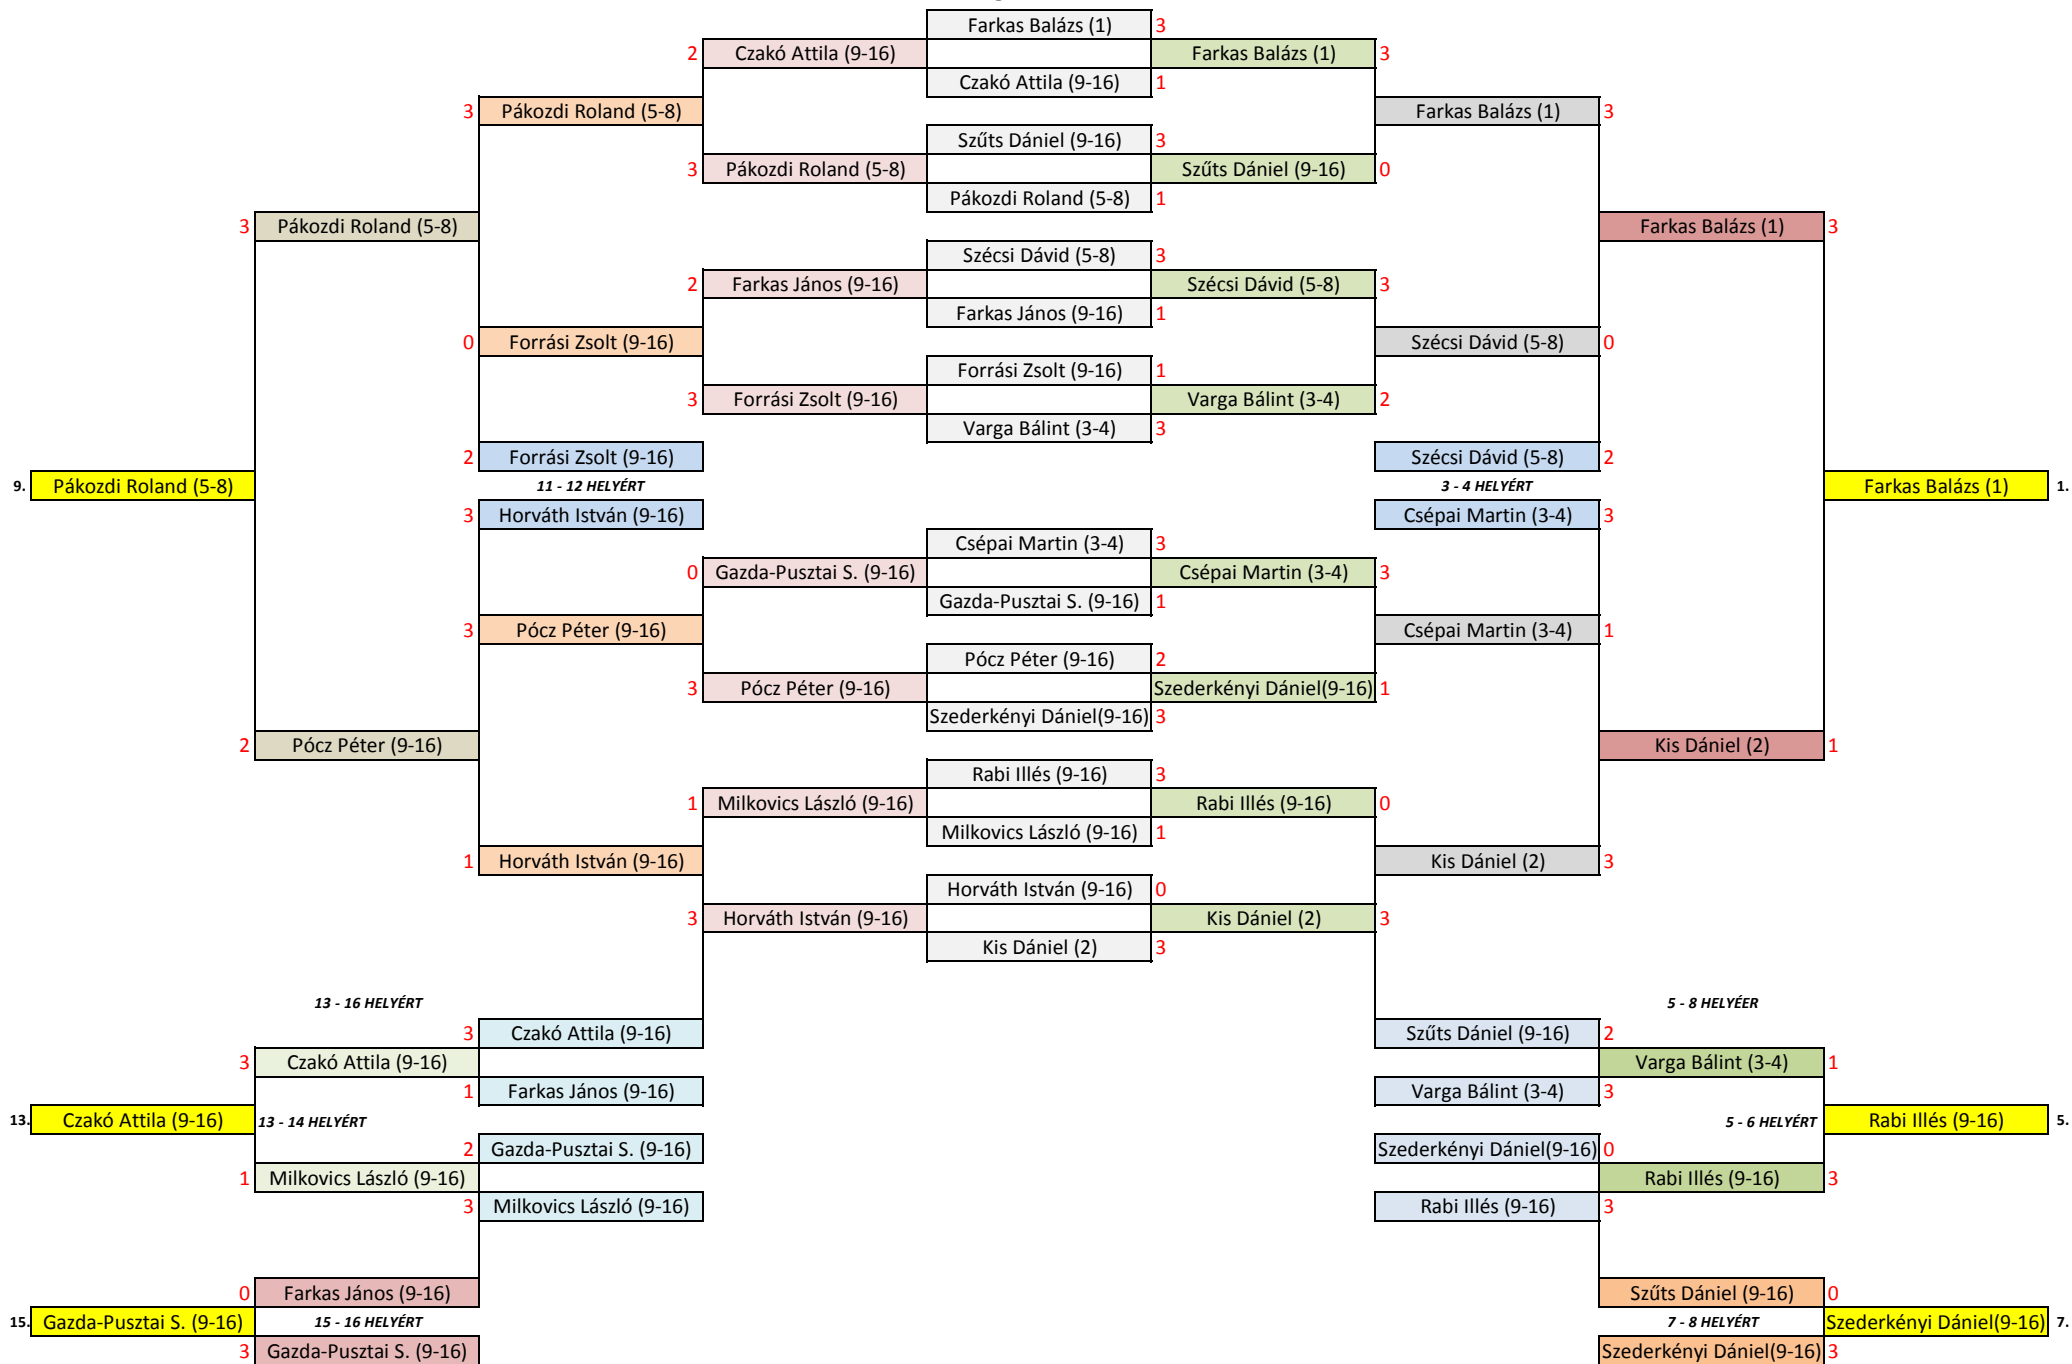 Farkas Balázs (1) 3
2 Czakó Attila (9-16) Farkas Balázs (1) 3
Czakó Attila (9-16) 1
3 Pákozdi Roland (5-8) Farkas Balázs (1) 3
Szűts Dániel (9-16) 3
3 Pákozdi Roland (5-8) Szűts Dániel (9-16) 0
Pákozdi Roland (5-8) 1
3 Pákozdi Roland (5-8) Farkas Balázs (1) 3
Szécsi Dávid (5-8) 3
2 Farkas János (9-16) Szécsi Dávid (5-8) 3
Farkas János (9-16) 1
0 Forrási Zsolt (9-16) Szécsi Dávid (5-8) 0
Forrási Zsolt (9-16) 1
3 Forrási Zsolt (9-16) Varga Bálint (3-4) 2
Varga Bálint (3-4) 3
2 Forrási Zsolt (9-16) Szécsi Dávid (5-8) 2
9. Pákozdi Roland (5-8) 11 - 12 HELYÉRT 3 - 4 HELYÉRT Farkas Balázs (1) 1.
3 Horváth István (9-16) Csépai Martin (3-4) 3
Csépai Martin (3-4) 3
0 Gazda-Pusztai S. (9-16) Csépai Martin (3-4) 3
Gazda-Pusztai S. (9-16) 1
3 Pócz Péter (9-16) Csépai Martin (3-4) 1
Pócz Péter (9-16) 2
3 Pócz Péter (9-16) Szederkényi Dániel(9-16) 1
Szederkényi Dániel(9-16) 3
2 Pócz Péter (9-16) Kis Dániel (2) 1
Rabi Illés (9-16) 3
1 Milkovics László (9-16) Rabi Illés (9-16) 0
Milkovics László (9-16) 1
1 Horváth István (9-16) Kis Dániel (2) 3
Horváth István (9-16) 0
3 Horváth István (9-16) Kis Dániel (2) 3
Kis Dániel (2) 3
13 - 16 HELYÉRT 5 - 8 HELYÉER
3 Czakó Attila (9-16) Szűts Dániel (9-16) 2
3 Czakó Attila (9-16) Varga Bálint (3-4) 1
1 Farkas János (9-16) Varga Bálint (3-4) 3
13. Czakó Attila (9-16) 13 - 14 HELYÉRT 5 - 6 HELYÉRT Rabi Illés (9-16) 5.
2 Gazda-Pusztai S. (9-16) Szederkényi Dániel(9-16) 0
1 Milkovics László (9-16) Rabi Illés (9-16) 3
3 Milkovics László (9-16) Rabi Illés (9-16) 3
0 Farkas János (9-16) Szűts Dániel (9-16) 0
15. Gazda-Pusztai S. (9-16) 15 - 16 HELYÉRT 7 - 8 HELYÉRT Szederkényi Dániel(9-16) 7.
3 Gazda-Pusztai S. (9-16) Szederkényi Dániel(9-16) 3